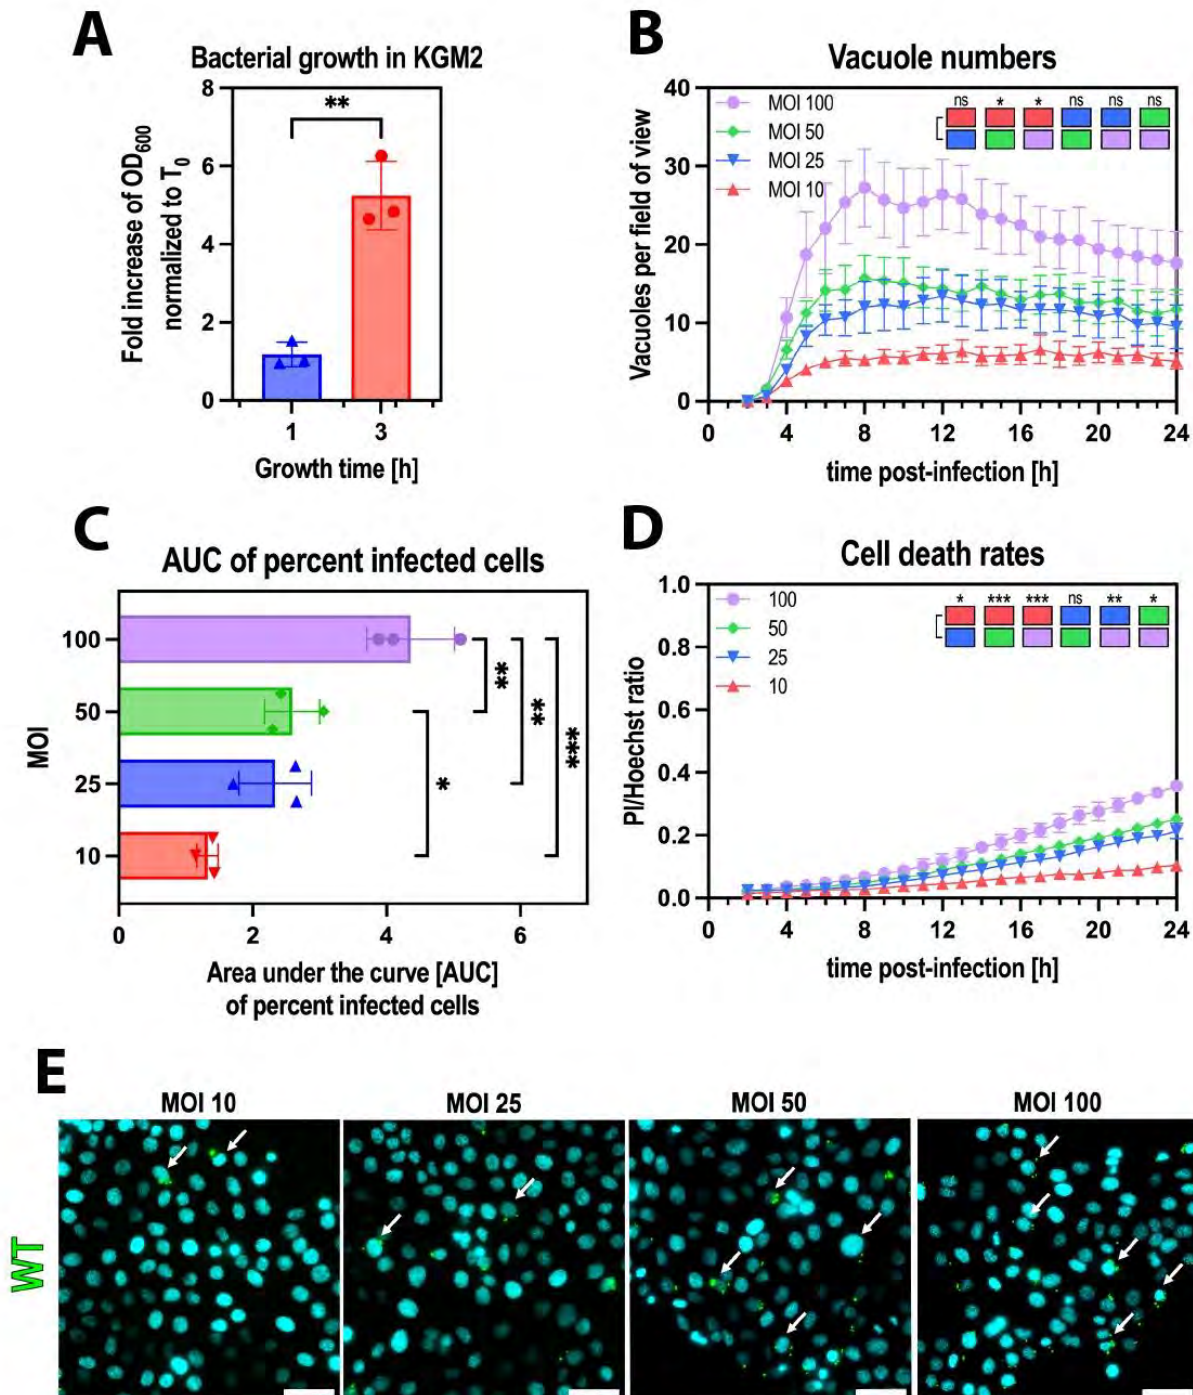 A
Bacterial growth in KGM2
Fold increase of OD600
normalized to T0
8
6
4
2
0
**
1
3
Growth time [h]
B
Vacuole numbers
Vacuoles per field of view
40
30
20
10
0
MOI 100
MOI 50
MOI 25
MOI 10
ns * * ns ns ns
0 4 8 12 16 20 24
time post-infection [h]
C
AUC of percent infected cells
MOI
100
50
25
10
**
**
***
*
0 2 4 6
Area under the curve [AUC]
of percent infected cells
D
Cell death rates
PI/Hoechst ratio
1.0
0.8
0.6
0.4
0.2
0.0
100
50
25
10
* *** *** ns ** *
0 4 8 12 16 20 24
time post-infection [h]
E
MOI 10
MOI 25
MOI 50
MOI 100
WT